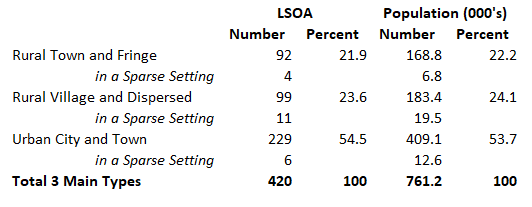 LSOA Population (000's)
Number Percent Number Percent
Rural Town and Fringe 92 21.9 168.8 22.2
in a Sparse Setting 4 6.8
Rural Village and Dispersed 99 23.6 183.4 24.1
in a Sparse Setting 11 19.5
Urban City and Town 229 54.5 409.1 53.7
in a Sparse Setting 6 12.6
Total 3 Main Types 420 100 761.2 100